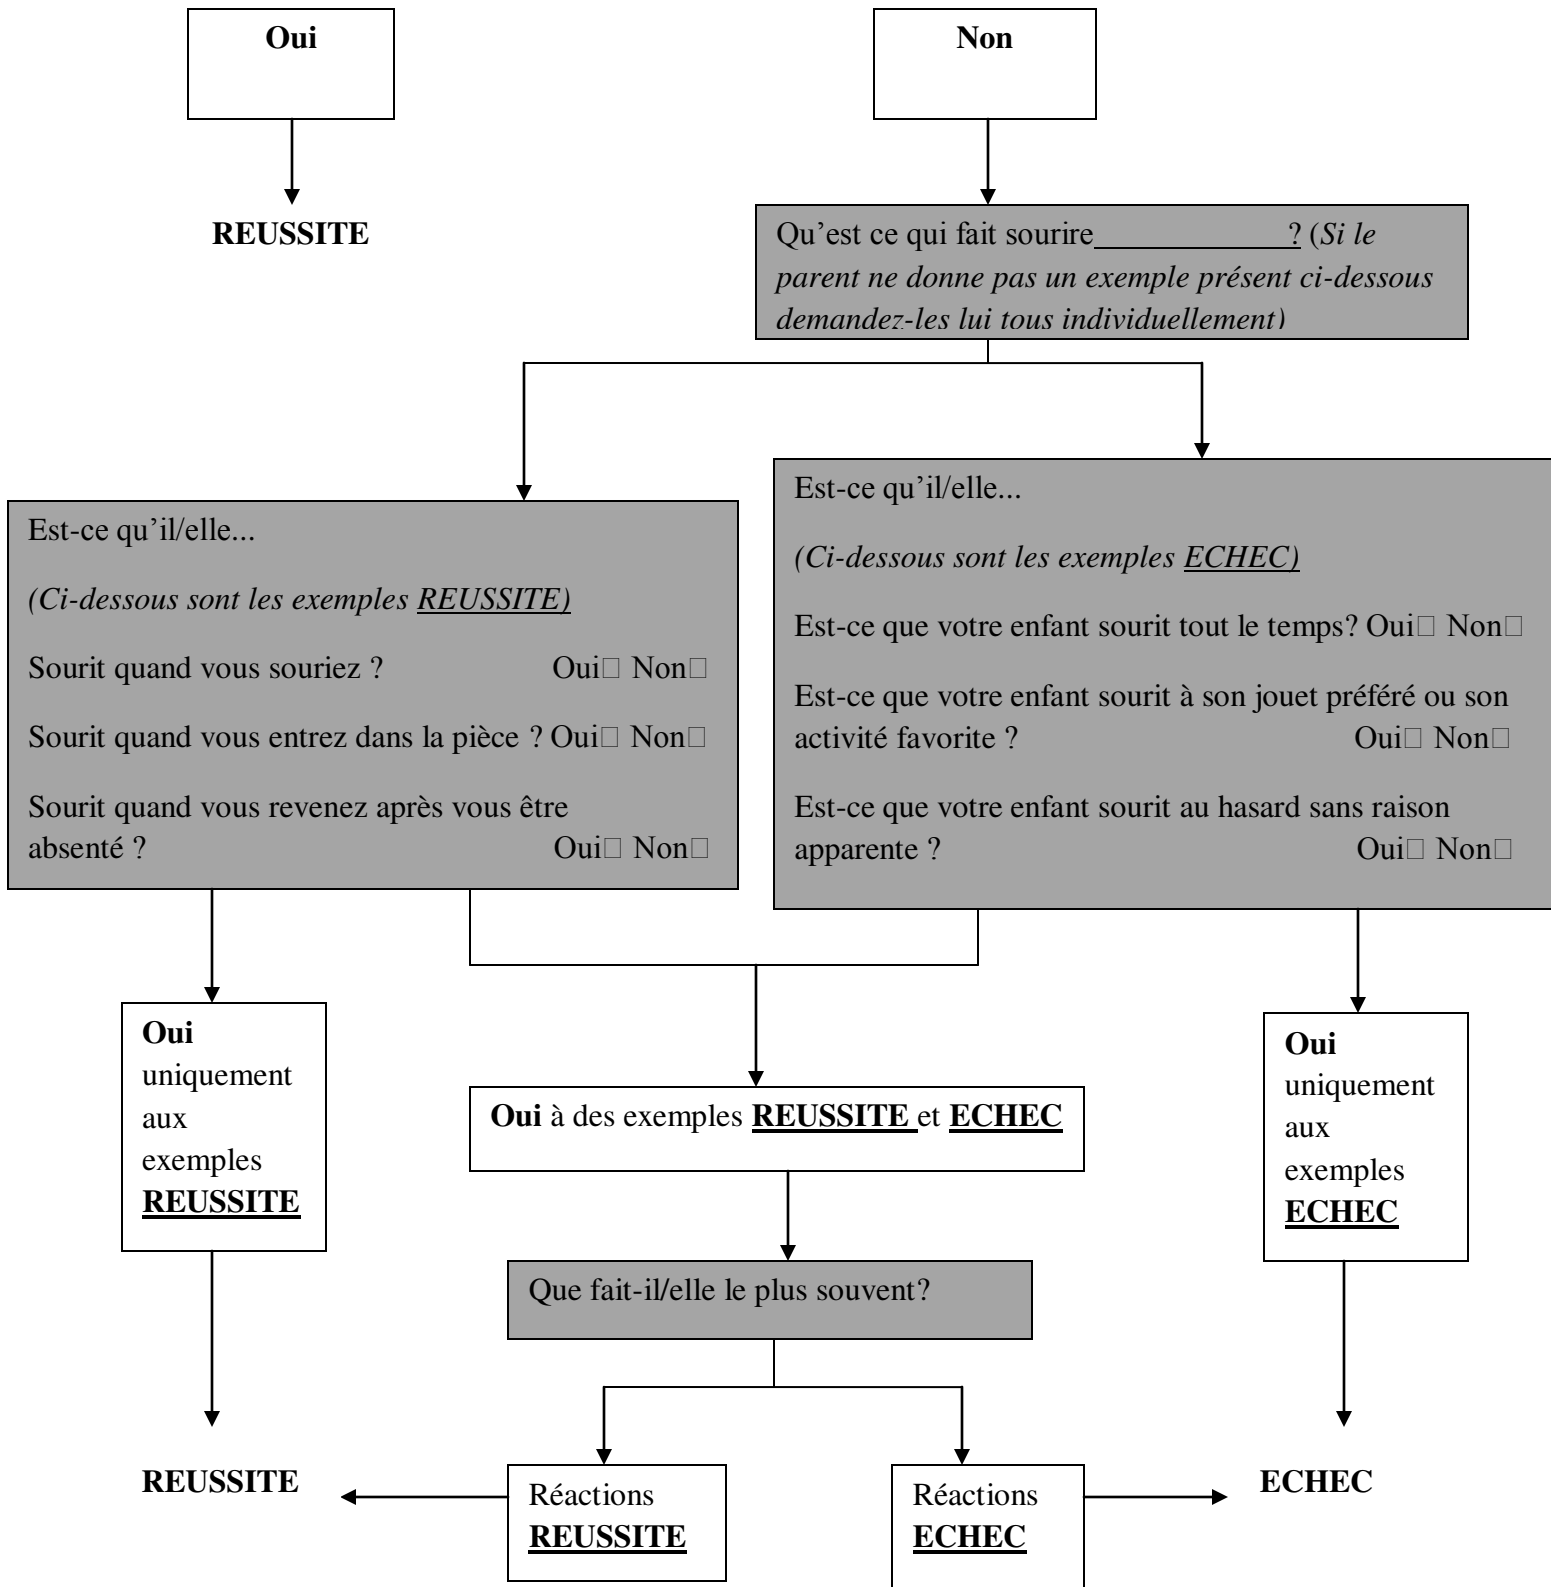 Oui
Non
REUSSITE
Qu’est ce qui fait sourire____________? (Si le
parent ne donne pas un exemple présent ci-dessous
demandez-les lui tous individuellement)
Est-ce qu’il/elle...
(Ci-dessous sont les exemples REUSSITE)
Sourit quand vous souriez ? Oui□ Non□
Sourit quand vous entrez dans la pièce ? Oui□ Non□
Sourit quand vous revenez après vous être
absenté ? Oui□ Non□
Est-ce qu’il/elle...
(Ci-dessous sont les exemples ECHEC)
Est-ce que votre enfant sourit tout le temps? Oui□ Non□
Est-ce que votre enfant sourit à son jouet préféré ou son
activité favorite ? Oui□ Non□
Est-ce que votre enfant sourit au hasard sans raison
apparente ? Oui□ Non□
Oui
uniquement
aux
exemples
REUSSITE
Oui à des exemples REUSSITE et ECHEC
Oui
uniquement
aux
exemples
ECHEC
Que fait-il/elle le plus souvent?
REUSSITE
Réactions
REUSSITE
Réactions
ECHEC
ECHEC